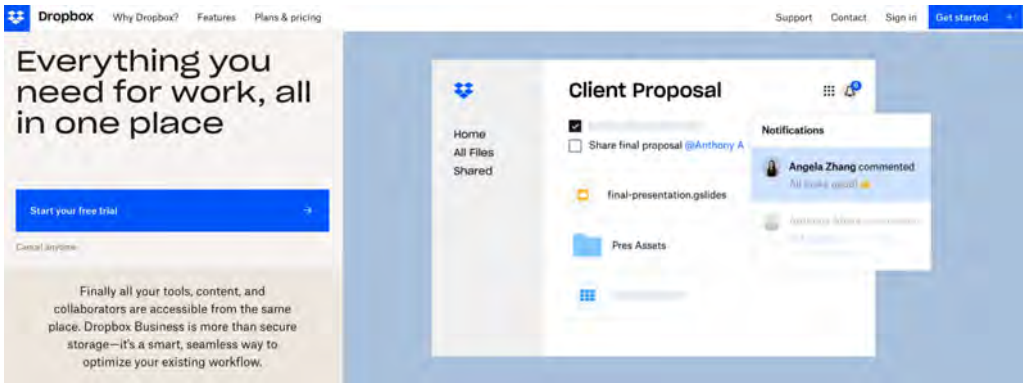 Dropbox Why Dropbox? Features Plans & pricing Support Contact Sign in Get started →
Everything you
need for work, all
in one place
Start your free trial →
Cancel anytime
Finally all your tools, content, and
collaborators are accessible from the same
place. Dropbox Business is more than secure
storage—it's a smart, seamless way to
optimize your existing workflow.
Home
All Files
Shared
Client Proposal
Share final proposal @Anthony A
final-presentation.gslides
Pres Assets
Notifications
Angela Zhang commented
All looks good!